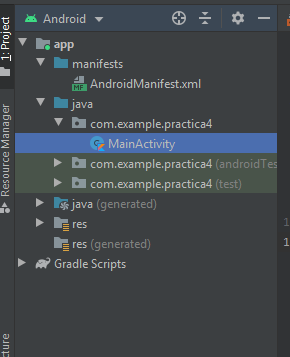 Android
1: Project
app
manifests
AndroidManifest.xml
java
com.example.practica4
MainActivity
com.example.practica4 (androidTes
com.example.practica4 (test)
java (generated)
res
res (generated)
Gradle Scripts
Resource Manager
cture
1
1